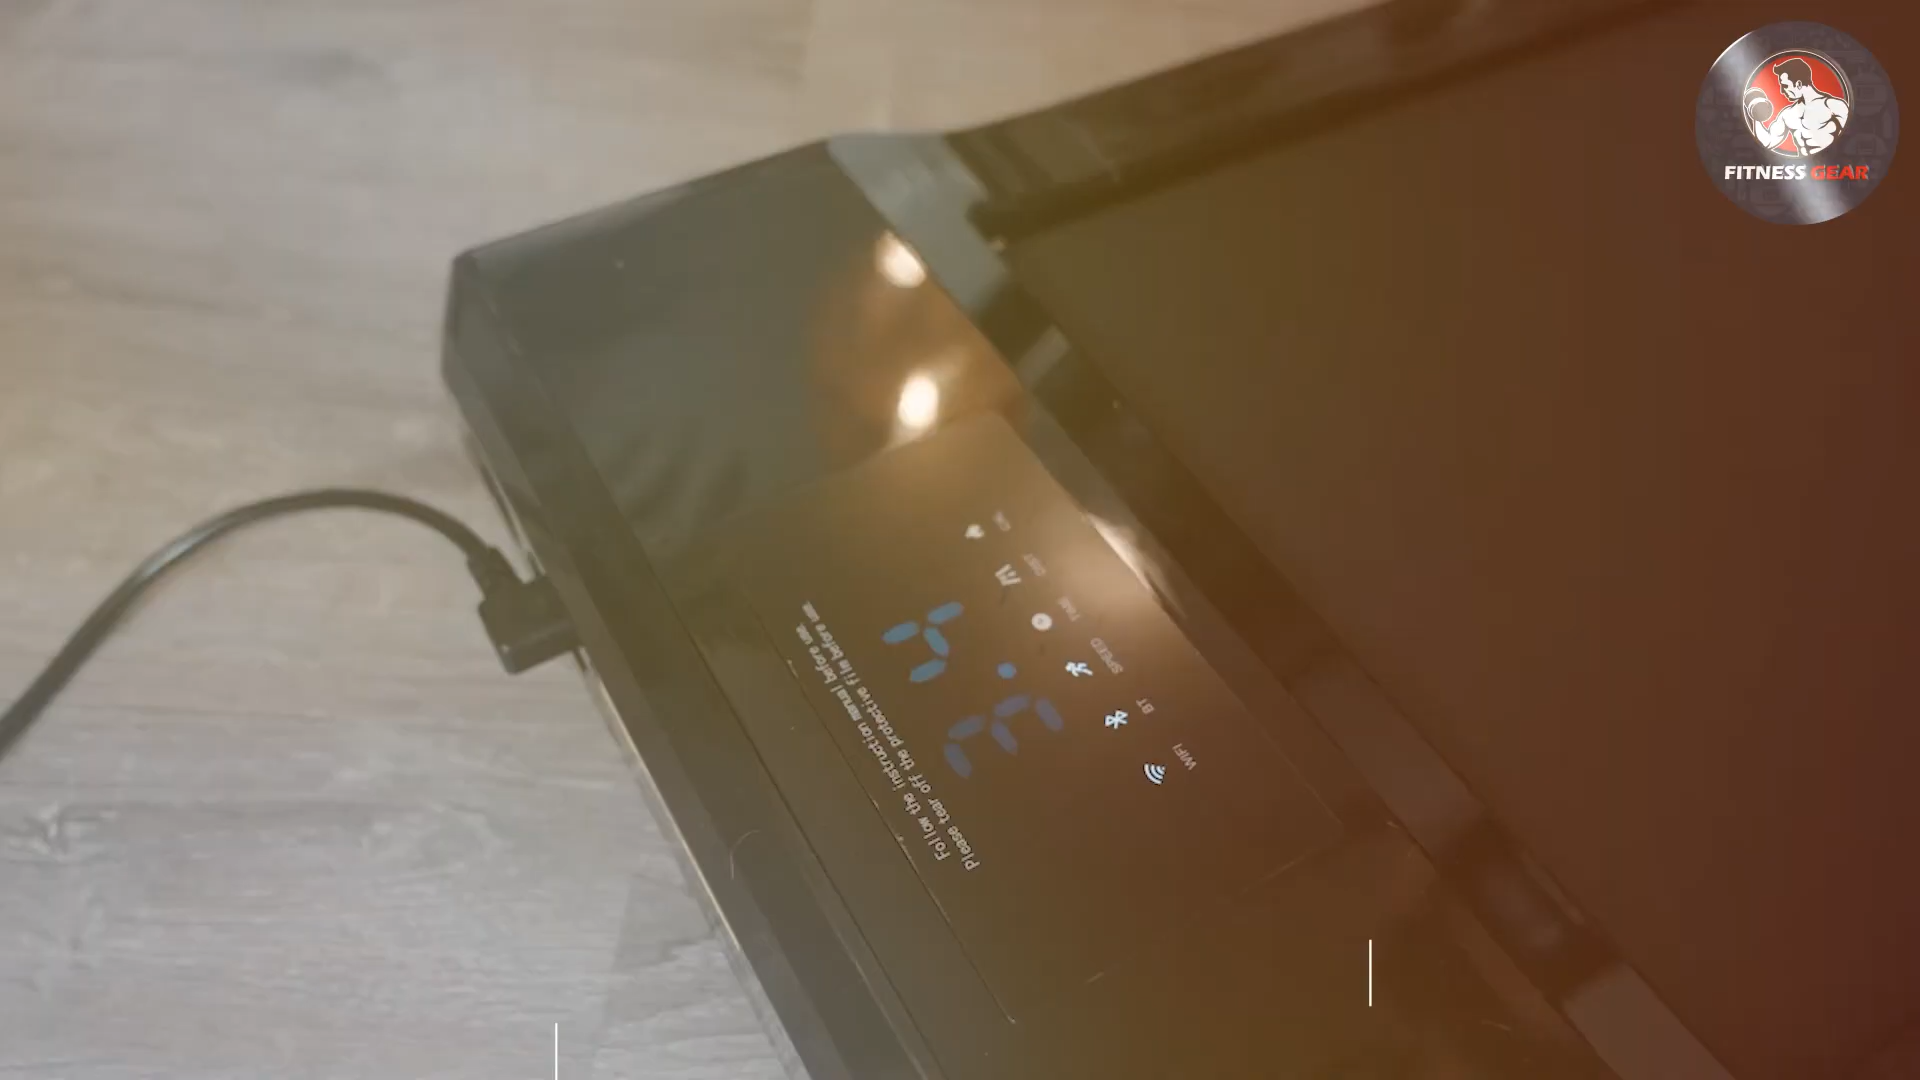 FITNESS GEAR
CAL
DIST
TIME
SPEED
BT
WIFI
Follow the instruction manual before use.
Please tear off the protective film before use.